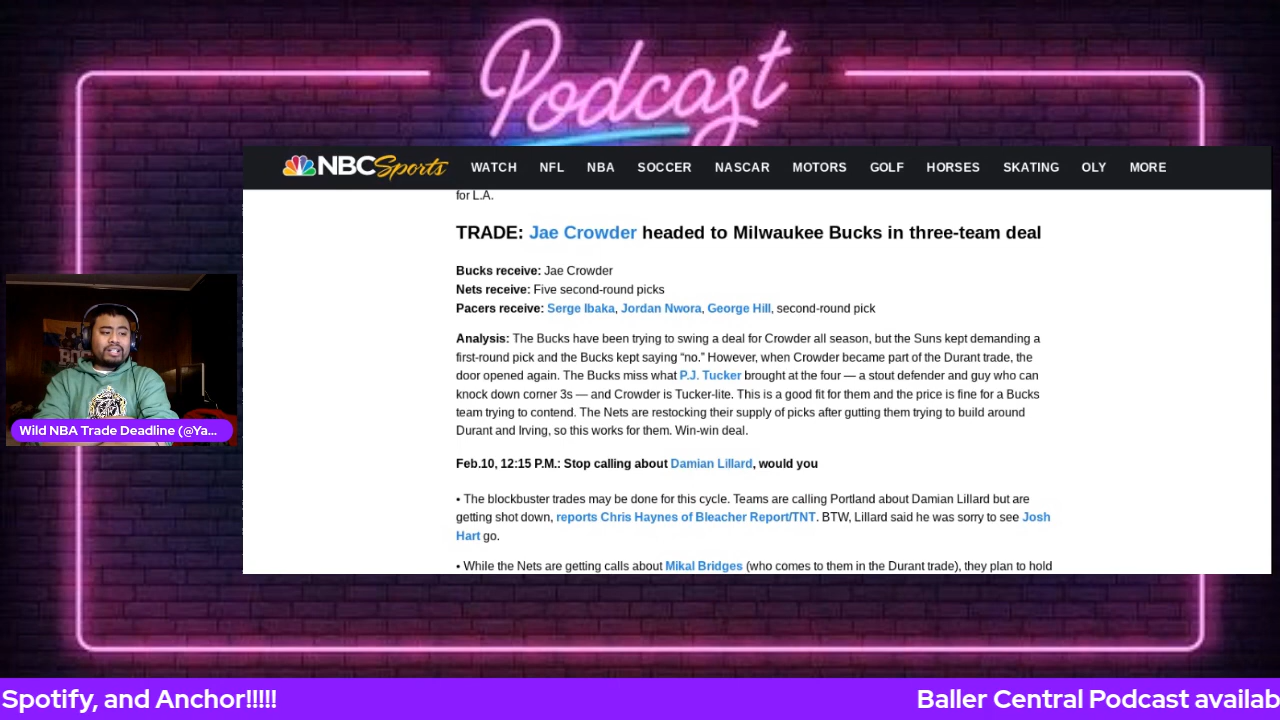 Podcast
NBC Sports WATCH NFL NBA SOCCER NASCAR MOTORS GOLF HORSES SKATING OLY MORE
for L.A.
TRADE: Jae Crowder headed to Milwaukee Bucks in three-team deal
Bucks receive: Jae Crowder
Nets receive: Five second-round picks
Pacers receive: Serge Ibaka, Jordan Nwora, George Hill, second-round pick
Analysis: The Bucks have been trying to swing a deal for Crowder all season, but the Suns kept demanding a
first-round pick and the Bucks kept saying “no.” However, when Crowder became part of the Durant trade, the
door opened again. The Bucks miss what P.J. Tucker brought at the four — a stout defender and guy who can
knock down corner 3s — and Crowder is Tucker-lite. This is a good fit for them and the price is fine for a Bucks
team trying to contend. The Nets are restocking their supply of picks after gutting them trying to build around
Durant and Irving, so this works for them. Win-win deal.
Feb.10, 12:15 P.M.: Stop calling about Damian Lillard, would you
• The blockbuster trades may be done for this cycle. Teams are calling Portland about Damian Lillard but are
getting shot down, reports Chris Haynes of Bleacher Report/TNT. BTW, Lillard said he was sorry to see Josh
Hart go.
• While the Nets are getting calls about Mikal Bridges (who comes to them in the Durant trade), they plan to hold
Wild NBA Trade Deadline (@Ya...
Spotify, and Anchor!!!!! Baller Central Podcast availab